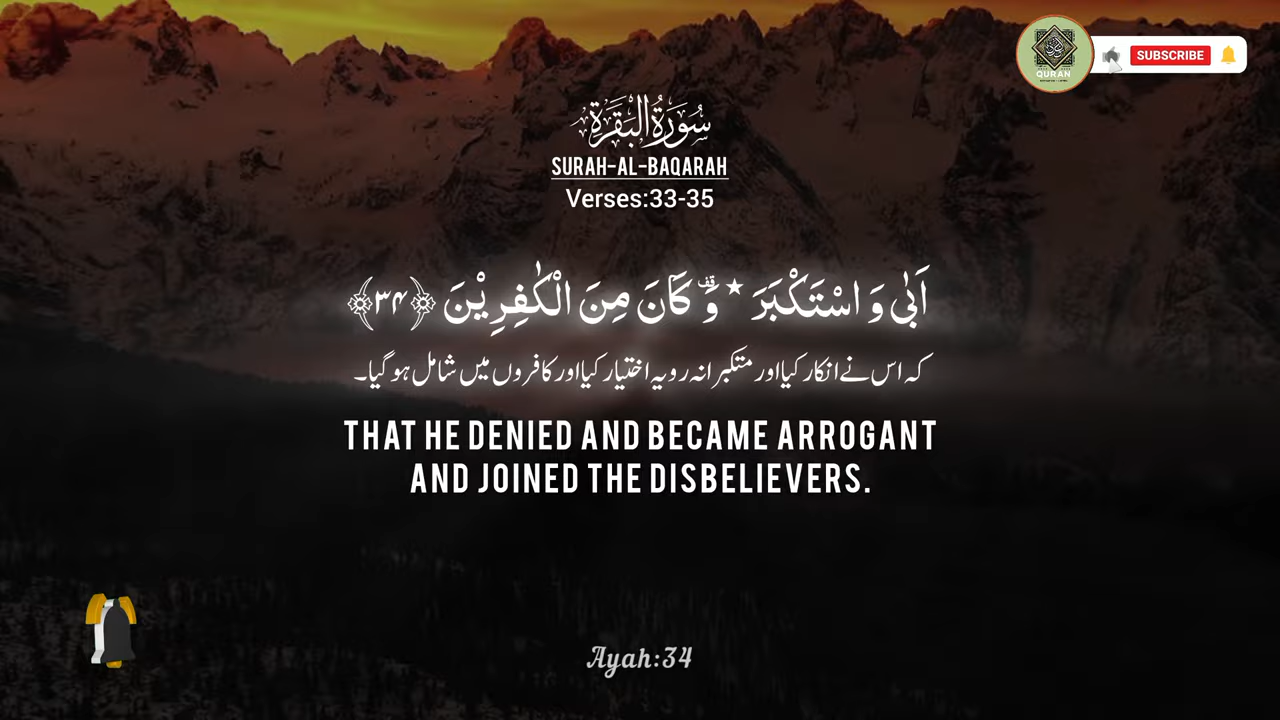 QURAN
SUBSCRIBE
سُوْرَةُ الْبَقَرَةِ
SURAH-AL-BAQARAH
Verses:33-35
اَبٰى وَ اسْتَكْبَرَ ٭ۗ وَ كَانَ مِنَ الْكٰفِرِيْنَ ﴿۳۴﴾
کہ اس نے انکار کیا اور متکبرانہ رویہ اختیار کیا اور کافروں میں شامل ہو گیا۔
THAT HE DENIED AND BECAME ARROGANT
AND JOINED THE DISBELIEVERS.
Ayah:34